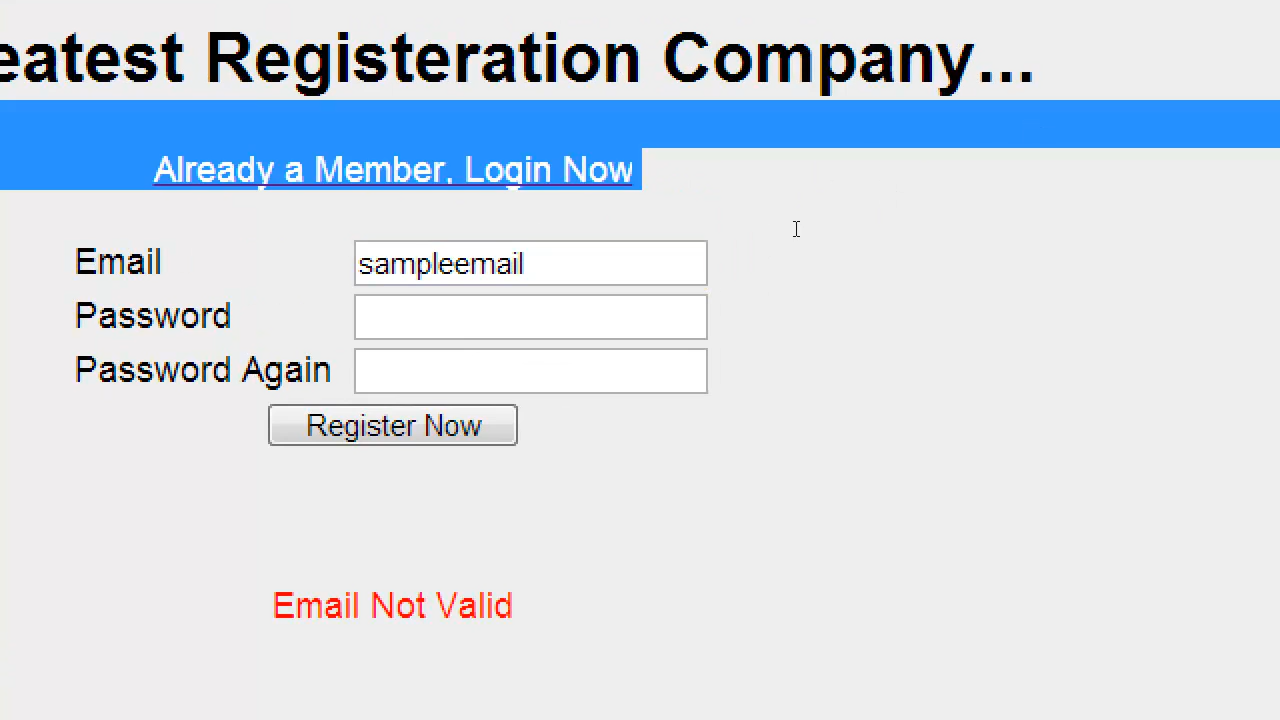 eatest Registeration Company...
Already a Member, Login Now
Email sampleemail
Password
Password Again
Register Now
Email Not Valid